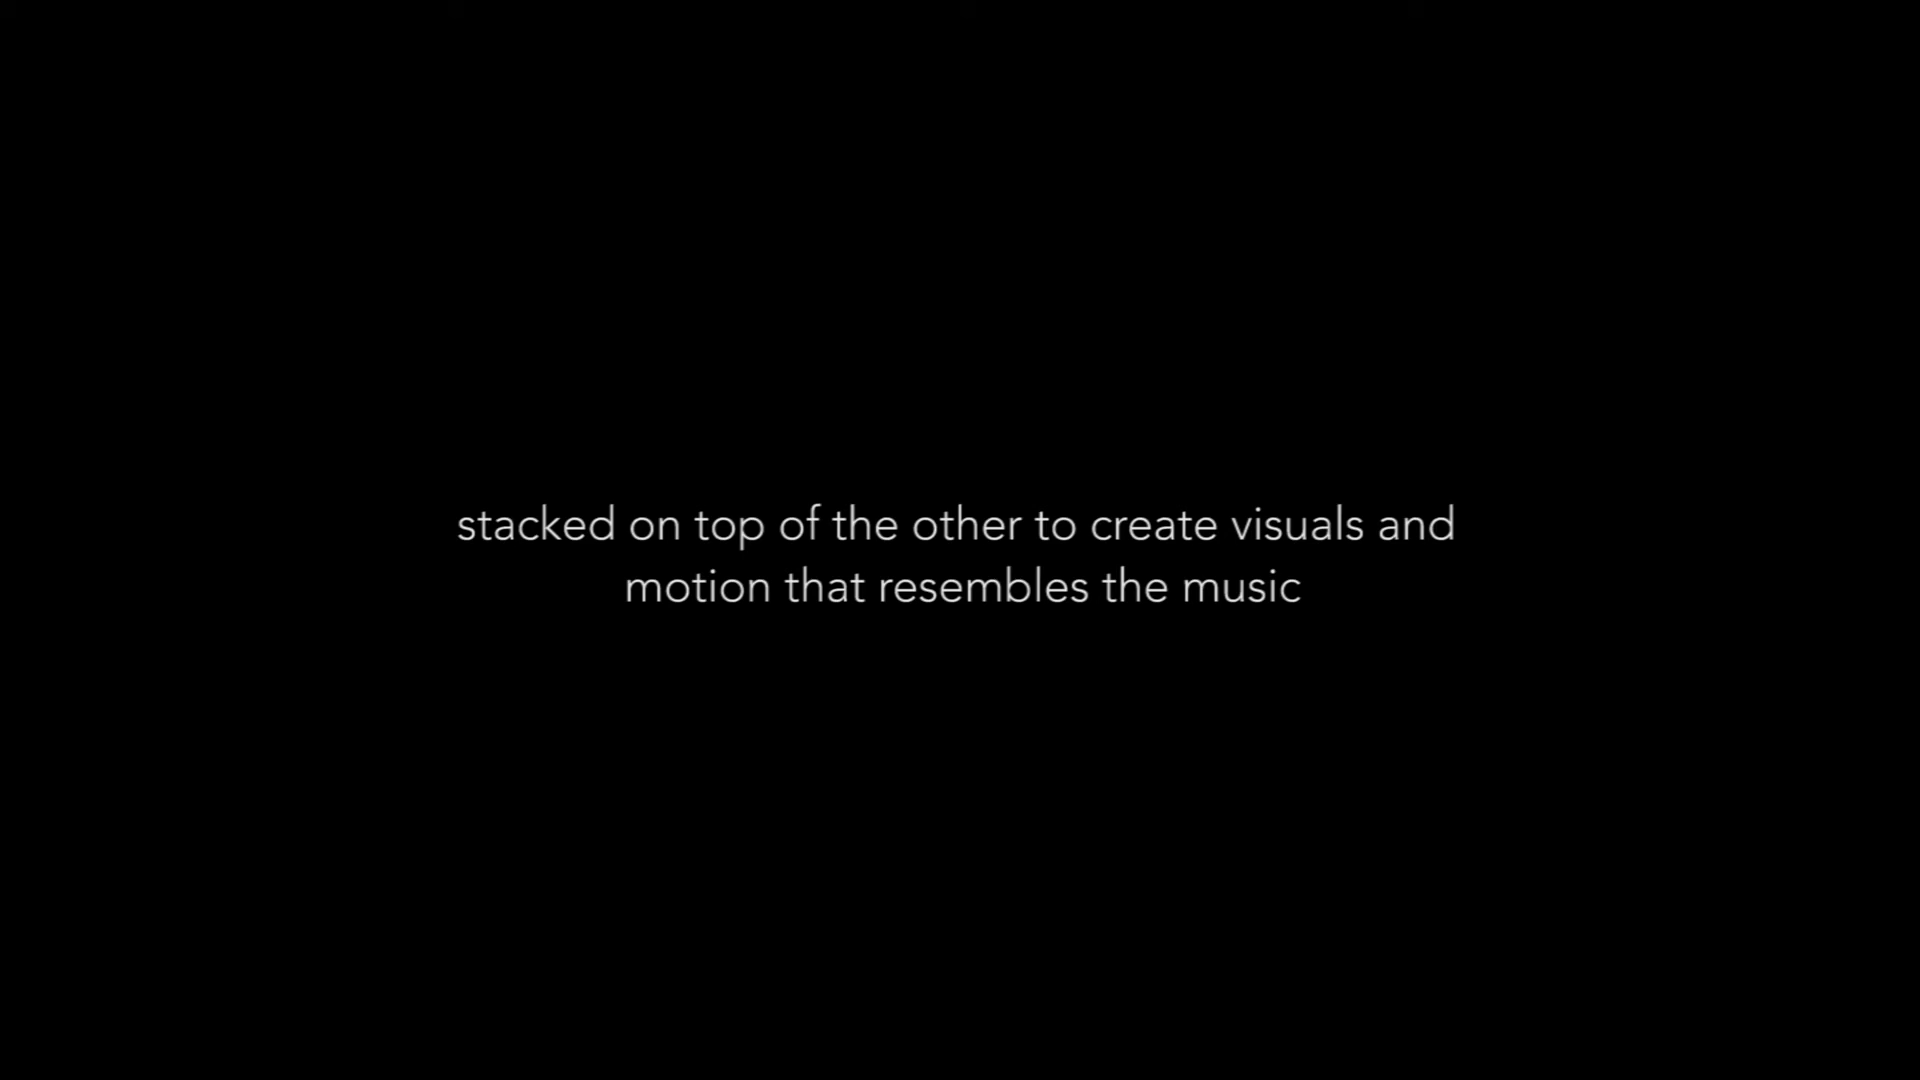 stacked on top of the other to create visuals and
motion that resembles the music